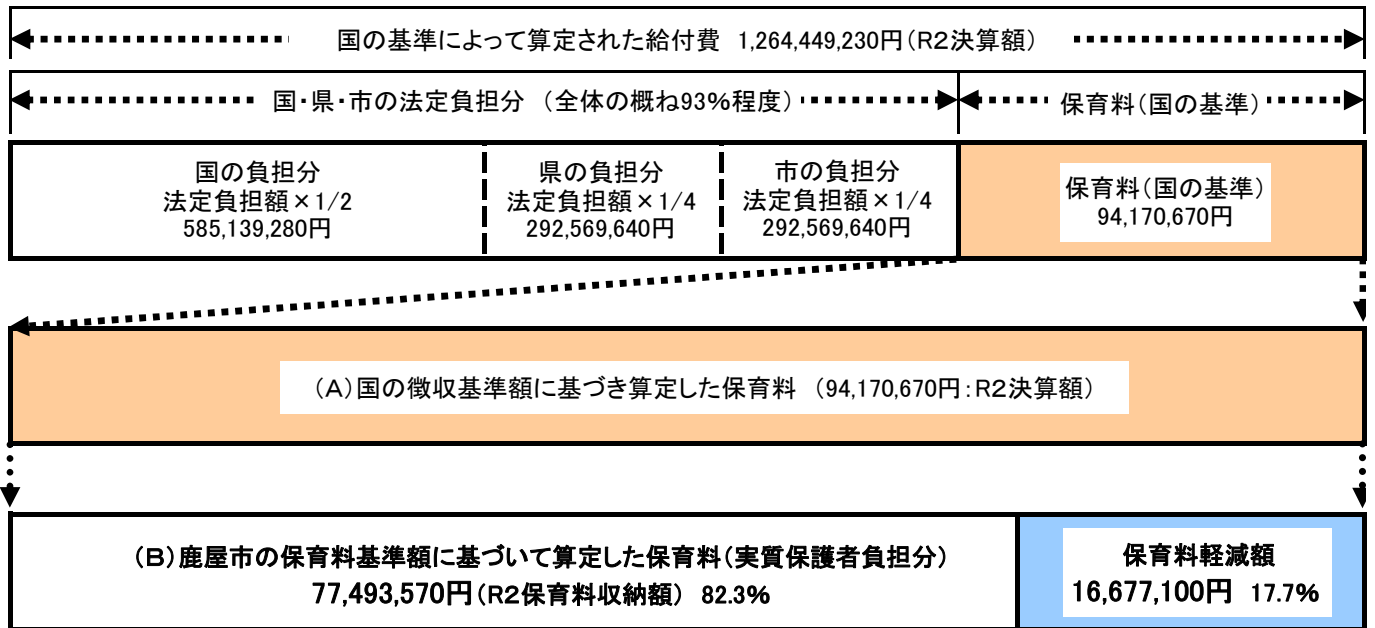 国の基準によって算定された給付費 1,264,449,230円(R2決算額)
国・県・市の法定負担分 (全体の概ね93%程度)
保育料(国の基準)
国の負担分
法定負担額×1/2
585,139,280円
県の負担分
法定負担額×1/4
292,569,640円
市の負担分
法定負担額×1/4
292,569,640円
保育料(国の基準)
94,170,670円
(A)国の徴収基準額に基づき算定した保育料 (94,170,670円:R2決算額)
(B)鹿屋市の保育料基準額に基づいて算定した保育料(実質保護者負担分)
77,493,570円(R2保育料収納額) 82.3%
保育料軽減額
16,677,100円 17.7%